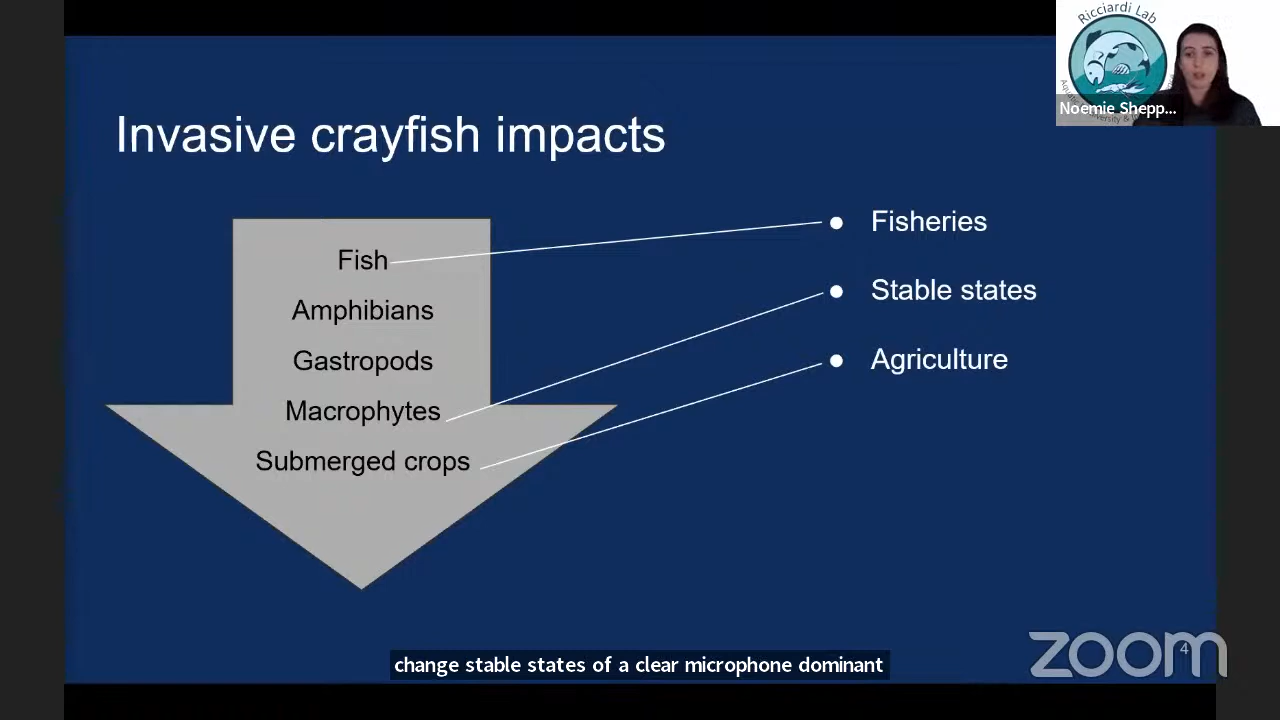 Ricciardi Lab
Noemie Shepp...
Invasive crayfish impacts
Fish
Amphibians
Gastropods
Macrophytes
Submerged crops
Fisheries
Stable states
Agriculture
change stable states of a clear microphone dominant
zoom
4